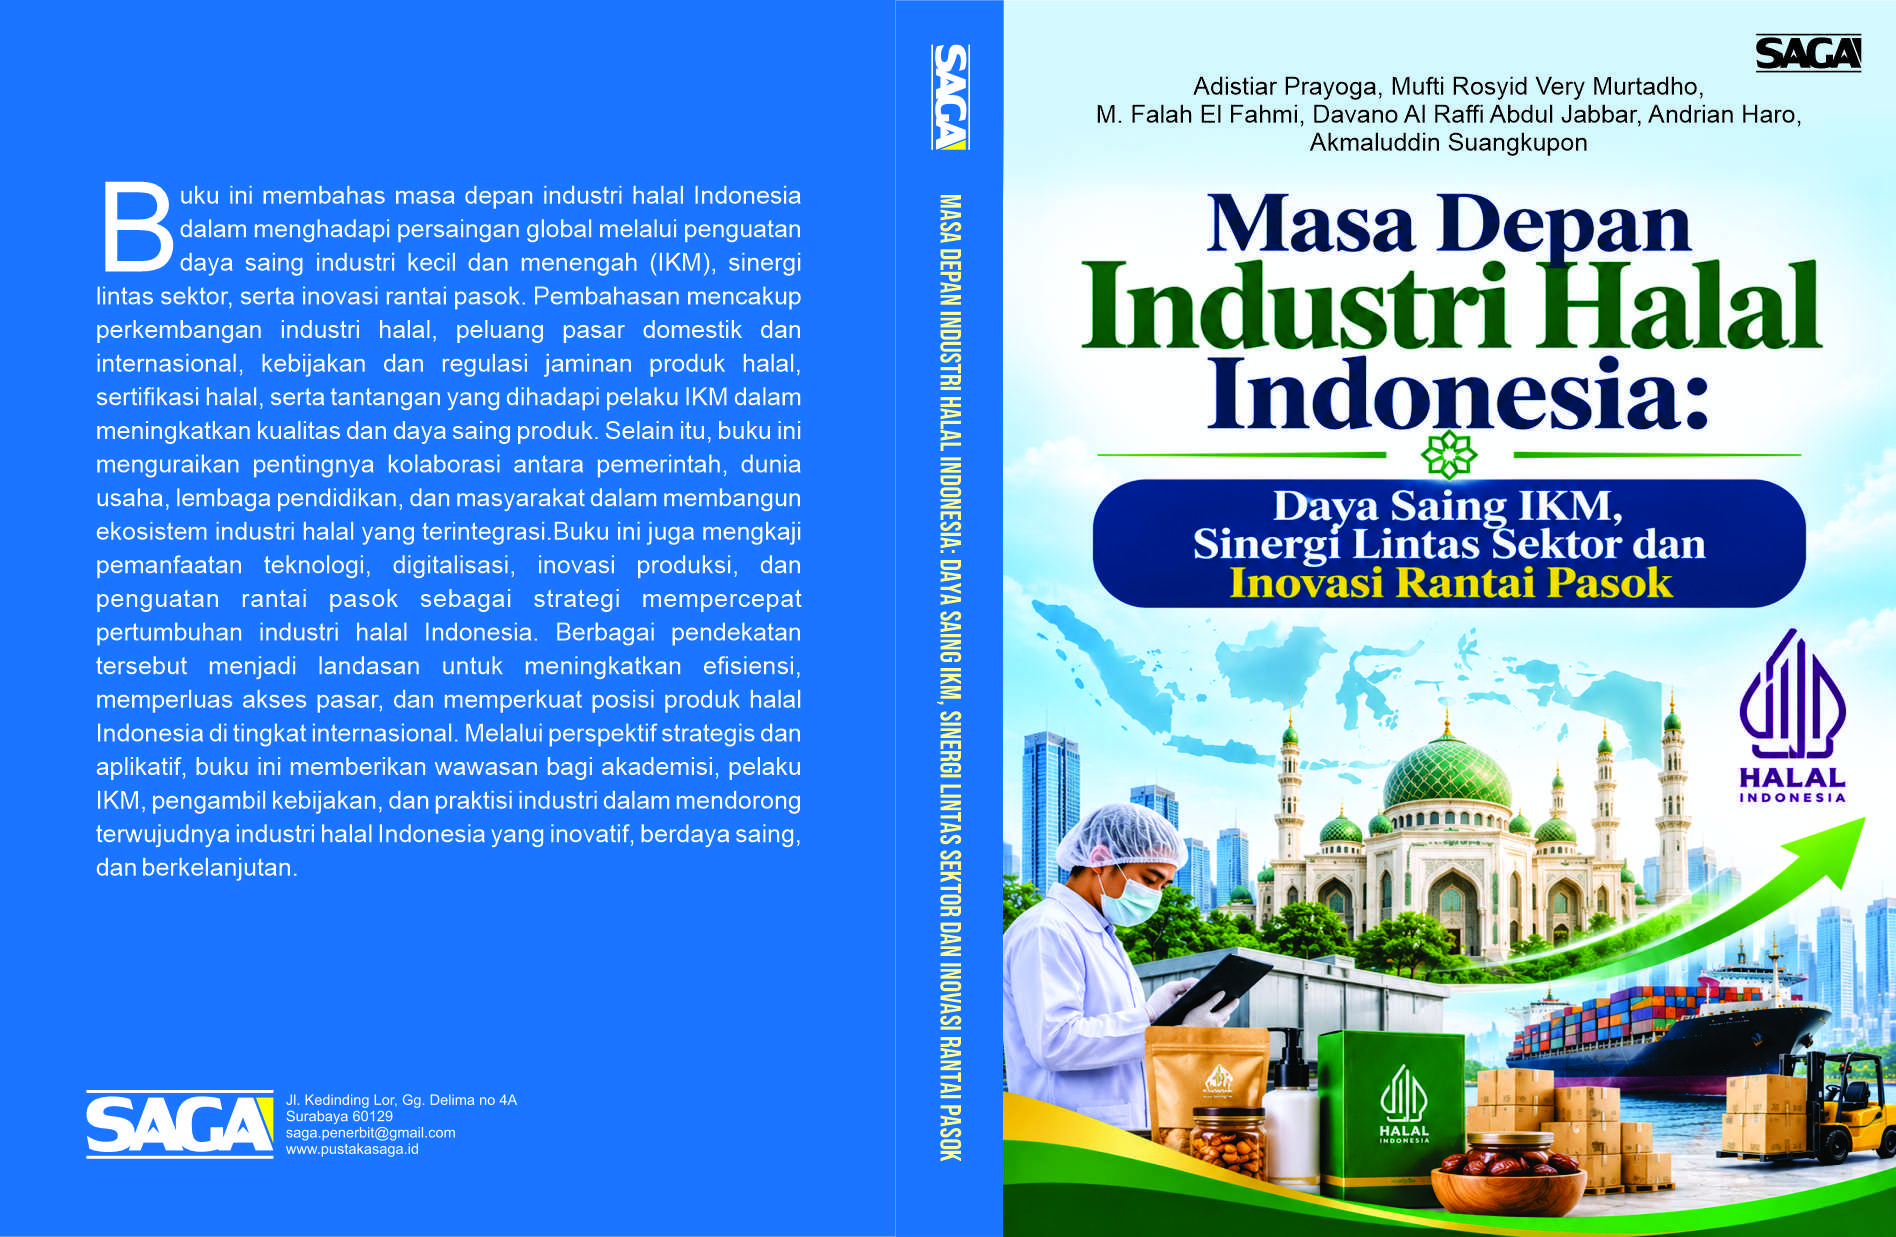 Buku ini membahas masa depan industri halal Indonesia
dalam menghadapi persaingan global melalui penguatan
daya saing industri kecil dan menengah (IKM), sinergi
lintas sektor, serta inovasi rantai pasok. Pembahasan mencakup
perkembangan industri halal, peluang pasar domestik dan
internasional, kebijakan dan regulasi jaminan produk halal,
sertifikasi halal, serta tantangan yang dihadapi pelaku IKM dalam
meningkatkan kualitas dan daya saing produk. Selain itu, buku ini
menguraikan pentingnya kolaborasi antara pemerintah, dunia
usaha, lembaga pendidikan, dan masyarakat dalam membangun
ekosistem industri halal yang terintegrasi.Buku ini juga mengkaji
pemanfaatan teknologi, digitalisasi, inovasi produksi, dan
penguatan rantai pasok sebagai strategi mempercepat
pertumbuhan industri halal Indonesia. Berbagai pendekatan
tersebut menjadi landasan untuk meningkatkan efisiensi,
memperluas akses pasar, dan memperkuat posisi produk halal
Indonesia di tingkat internasional. Melalui perspektif strategis dan
aplikatif, buku ini memberikan wawasan bagi akademisi, pelaku
IKM, pengambil kebijakan, dan praktisi industri dalam mendorong
terwujudnya industri halal Indonesia yang inovatif, berdaya saing,
dan berkelanjutan.
SAGA
Jl. Kedinding Lor, Gg. Delima no 4A
Surabaya 60129
saga.penerbit@gmail.com
www.pustakasaga.id
SAGA
MASA DEPAN INDUSTRI HALAL INDONESIA: DAYA SAING IKM, SINERGI LINTAS SEKTOR DAN INOVASI RANTAI PASOK
SAGA
Adistiar Prayoga, Mufti Rosyid Very Murtadho,
M. Falah El Fahmi, Davano Al Raffi Abdul Jabbar, Andrian Haro,
Akmaluddin Suangkupon
Masa Depan
Industri Halal
Indonesia:
Daya Saing IKM,
Sinergi Lintas Sektor dan
Inovasi Rantai Pasok
HALAL
INDONESIA
HALAL
INDONESIA